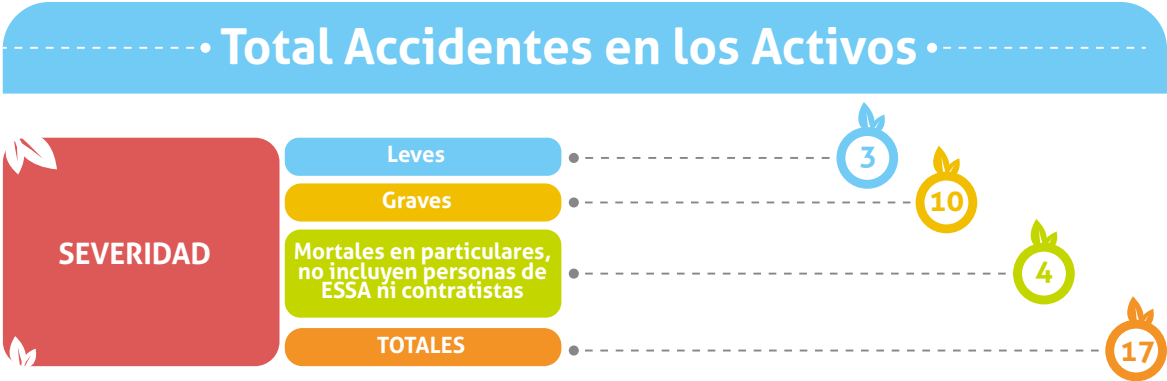 Total Accidentes en los Activos
SEVERIDAD
Leves
3
Graves
10
Mortales en particulares,
no incluyen personas de
ESSA ni contratistas
4
TOTALES
17